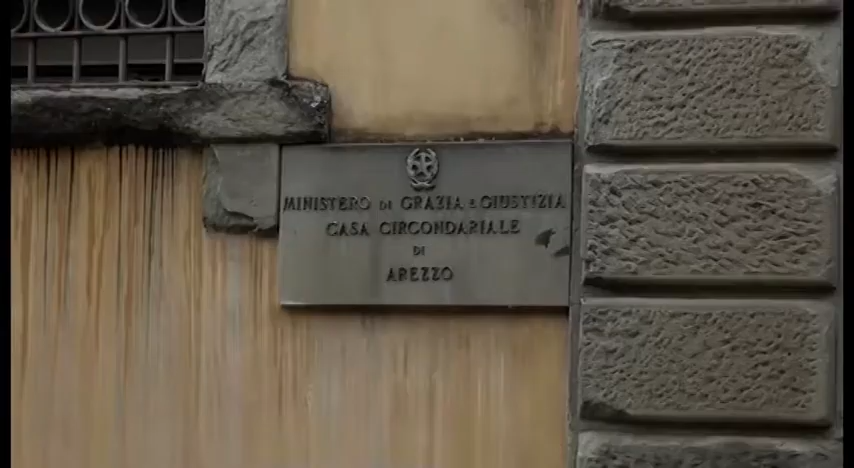 MINISTERO DI GRAZIA E GIUSTIZIA
CASA CIRCONDARIALE
DI
AREZZO